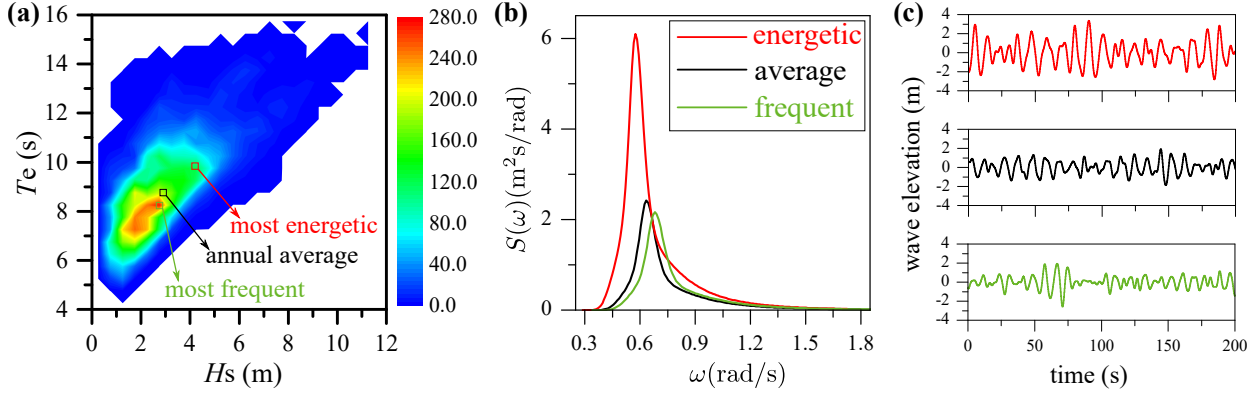 (a)
16
14
12
10
8
6
4
Te (s)
0 2 4 6 8 10 12
Hs (m)
most energetic
annual average
most frequent
280.0
240.0
200.0
160.0
120.0
80.0
40.0
0.0
(b)
6
4
2
0
S(ω)(m²s/rad)
energetic
average
frequent
0.3 0.6 0.9 1.2 1.5 1.8
ω(rad/s)
(c)
wave elevation (m)
4
2
0
-2
-4
4
2
0
-2
-4
4
2
0
-2
-4
0 50 100 150 200
time (s)